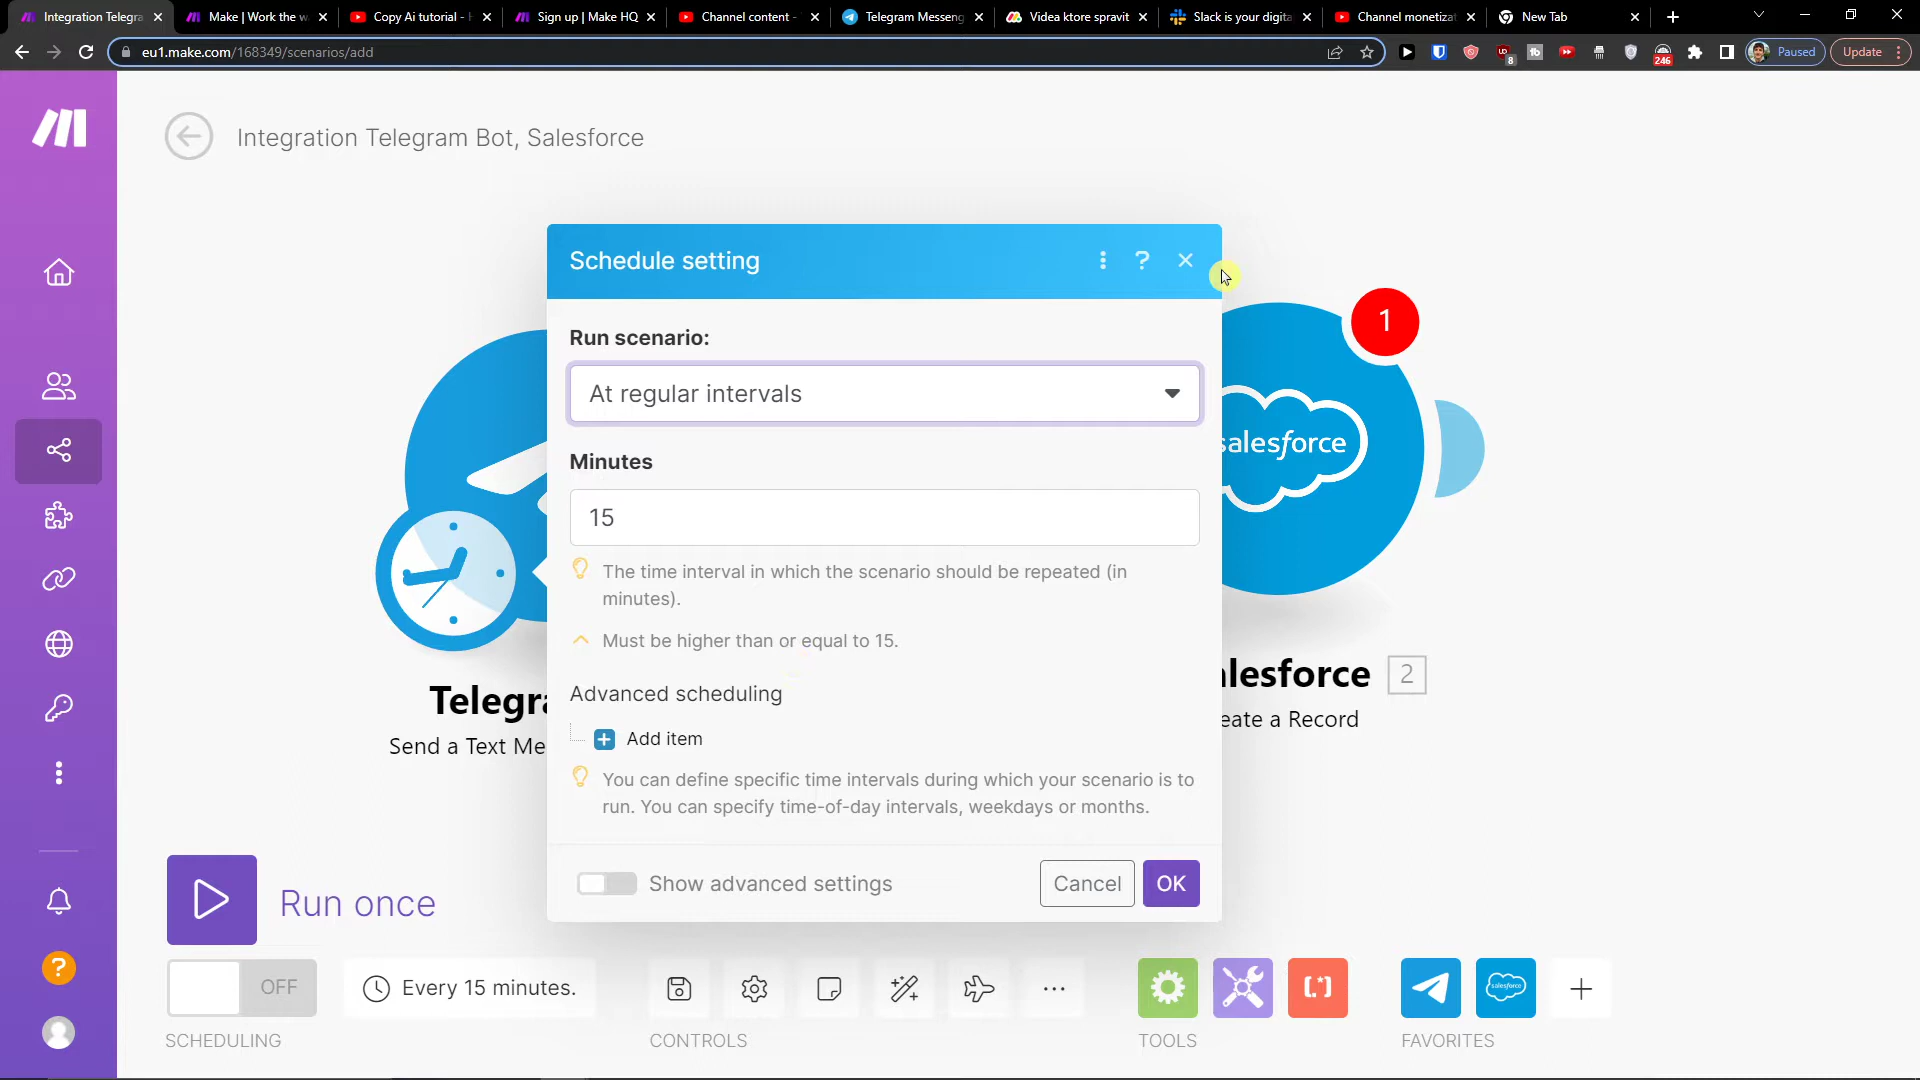 Integration Telegra
Make | Work the w
Copy Ai tutorial -
Sign up | Make HQ
Channel content -
Telegram Messeng
Videa ktore spravit
Slack is your digita
Channel monetizat
New Tab
eu1.make.com/168349/scenarios/add
8
246
Paused
Update
Integration Telegram Bot, Salesforce
Schedule setting
?
Run scenario:
At regular intervals
1
salesforce
Minutes
15
The time interval in which the scenario should be repeated (in
minutes).
Must be higher than or equal to 15.
Advanced scheduling
Add item
You can define specific time intervals during which your scenario is to
run. You can specify time-of-day intervals, weekdays or months.
Telegra
Send a Text Me
lesforce
2
eate a Record
Show advanced settings
Cancel
OK
Run once
OFF
Every 15 minutes.
salesforce
SCHEDULING
CONTROLS
TOOLS
FAVORITES
?